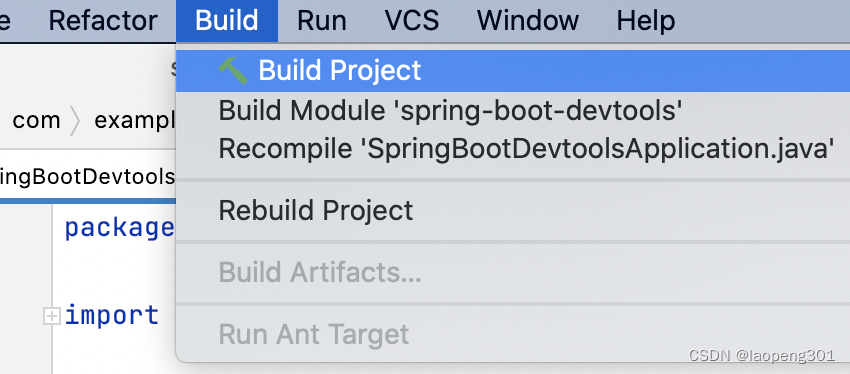 Refactor Build Run VCS Window Help
Build Project
com exampl
Build Module 'spring-boot-devtools'
Recompile 'SpringBootDevtoolsApplication.java'
ingBootDevtools
package
Rebuild Project
Build Artifacts...
import
Run Ant Target
CSDN @laopeng301